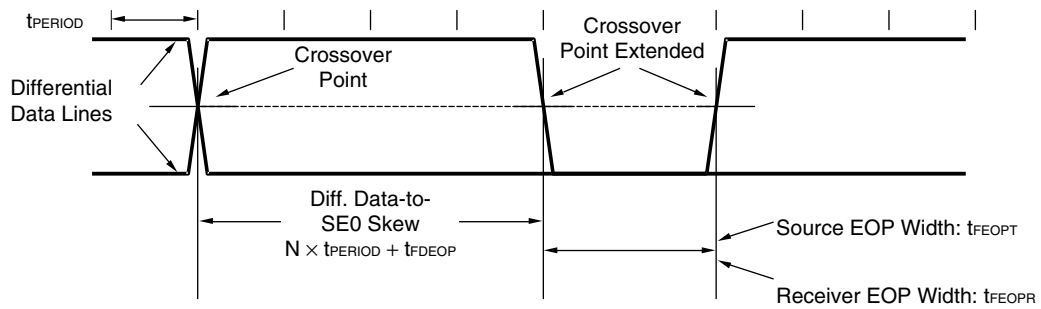 tPERIOD
Crossover
Point
Crossover
Point Extended
Differential
Data Lines
Diff. Data-to-
SE0 Skew
N × tPERIOD + tFDEOP
Source EOP Width: tFEOPT
Receiver EOP Width: tFEOPR